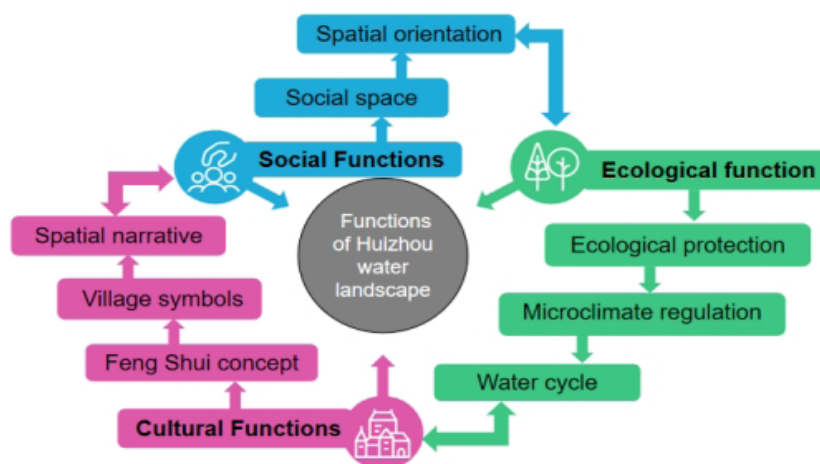 Spatial orientation
Social space
Social Functions
Ecological function
Functions
of Huizhou
water
landscape
Spatial narrative
Ecological protection
Village symbols
Microclimate regulation
Feng Shui concept
Water cycle
Cultural Functions